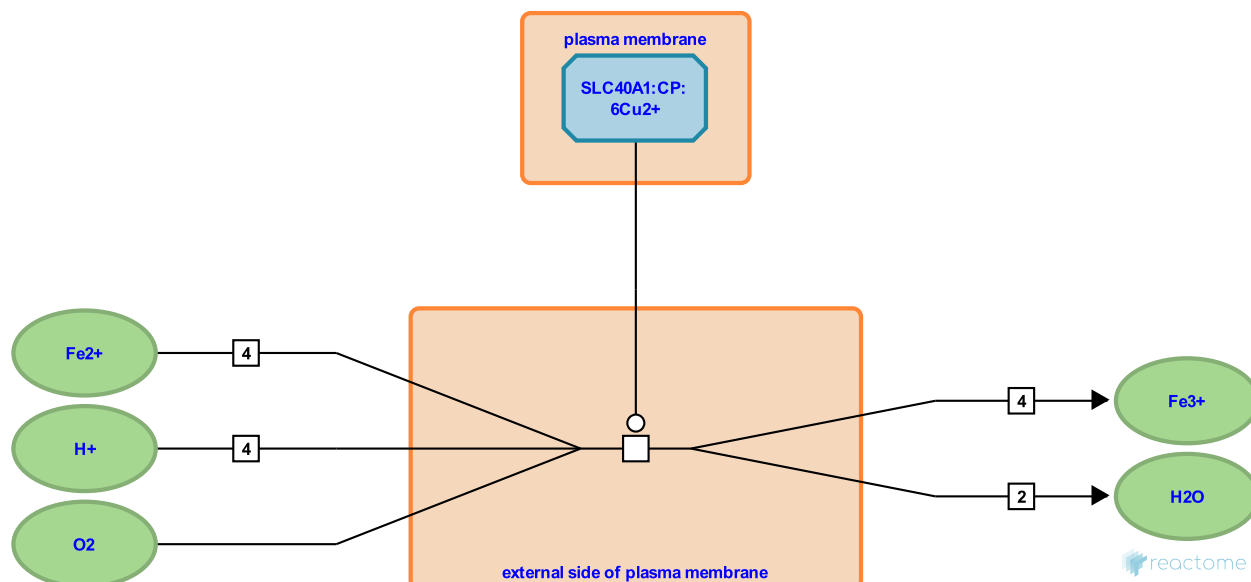 plasma membrane
SLC40A1:CP:
6Cu2+
Fe2+
4
H+
4
O2
4
Fe3+
2
H2O
external side of plasma membrane
reactome